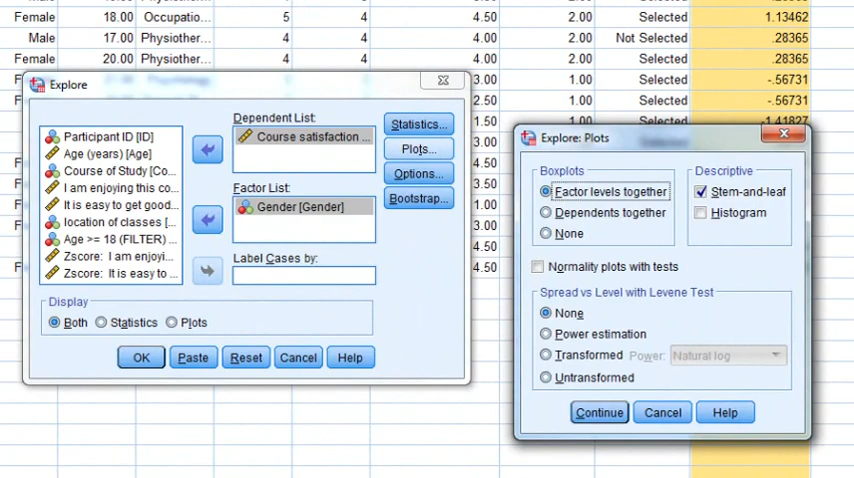 Female 18.00 Occupatio... 5 4 4.50 2.00 Selected 1.13462
Male 17.00 Physiother... 4 4 4.00 2.00 Not Selected .28365
Female 20.00 Physiother... 4 4 4.00 2.00 Selected .28365
3.00 1.00 Selected -.56731
2.50 1.00 Selected -.56731
1.50 1.00 Selected -1.41827
Explore
Dependent List:
Participant ID [ID]
Age (years) [Age]
Course of Study [Co...
I am enjoying this co...
It is easy to get good...
location of classes [...
Age >= 18 (FILTER) ...
Zscore: I am enjoyi...
Zscore: It is easy to ...
Course satisfaction ...
Factor List:
Gender [Gender]
Label Cases by:
Statistics...
Plots...
Options...
Bootstrap...
Display
Both Statistics Plots
OK Paste Reset Cancel Help
4.50
3.50
1.00
3.00
4.50
4.50
Explore: Plots
Boxplots
Factor levels together
Dependents together
None
Descriptive
Stem-and-leaf
Histogram
Normality plots with tests
Spread vs Level with Levene Test
None
Power estimation
Transformed Power: Natural log
Untransformed
Continue Cancel Help